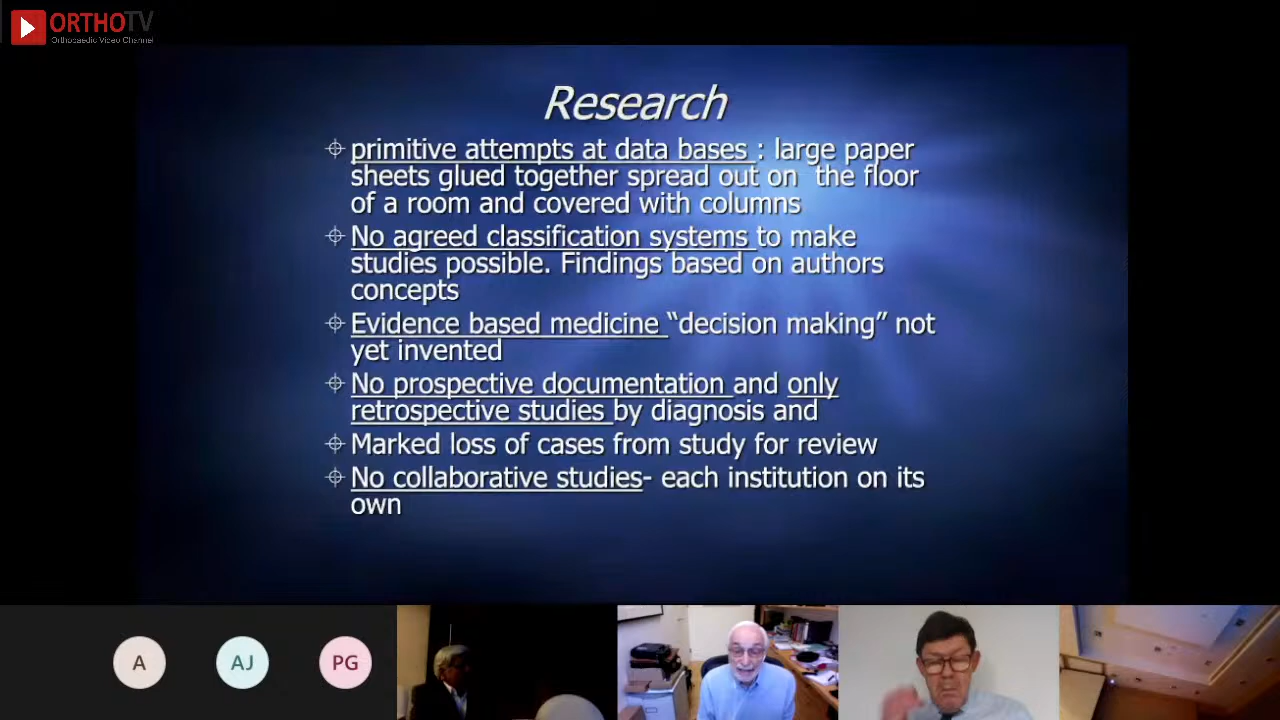 ORTHOTV
Orthopaedic Video Channel
Research
primitive attempts at data bases : large paper
sheets glued together spread out on the floor
of a room and covered with columns
No agreed classification systems to make
studies possible. Findings based on authors
concepts
Evidence based medicine “decision making” not
yet invented
No prospective documentation and only
retrospective studies by diagnosis and
Marked loss of cases from study for review
No collaborative studies- each institution on its
own
A
AJ
PG